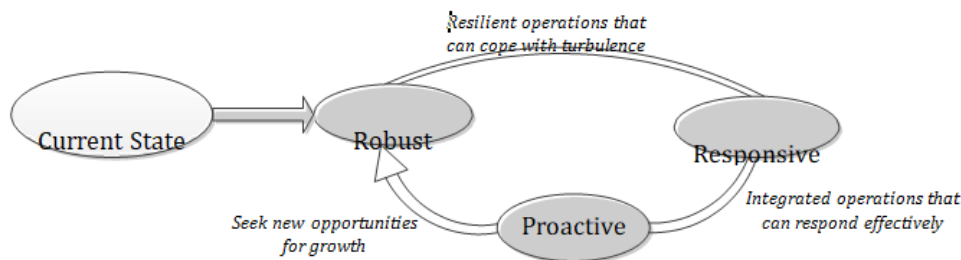 Resilient operations that
can cope with turbulence
Current State
Robust
Responsive
Seek new opportunities
for growth
Proactive
Integrated operations that
can respond effectively